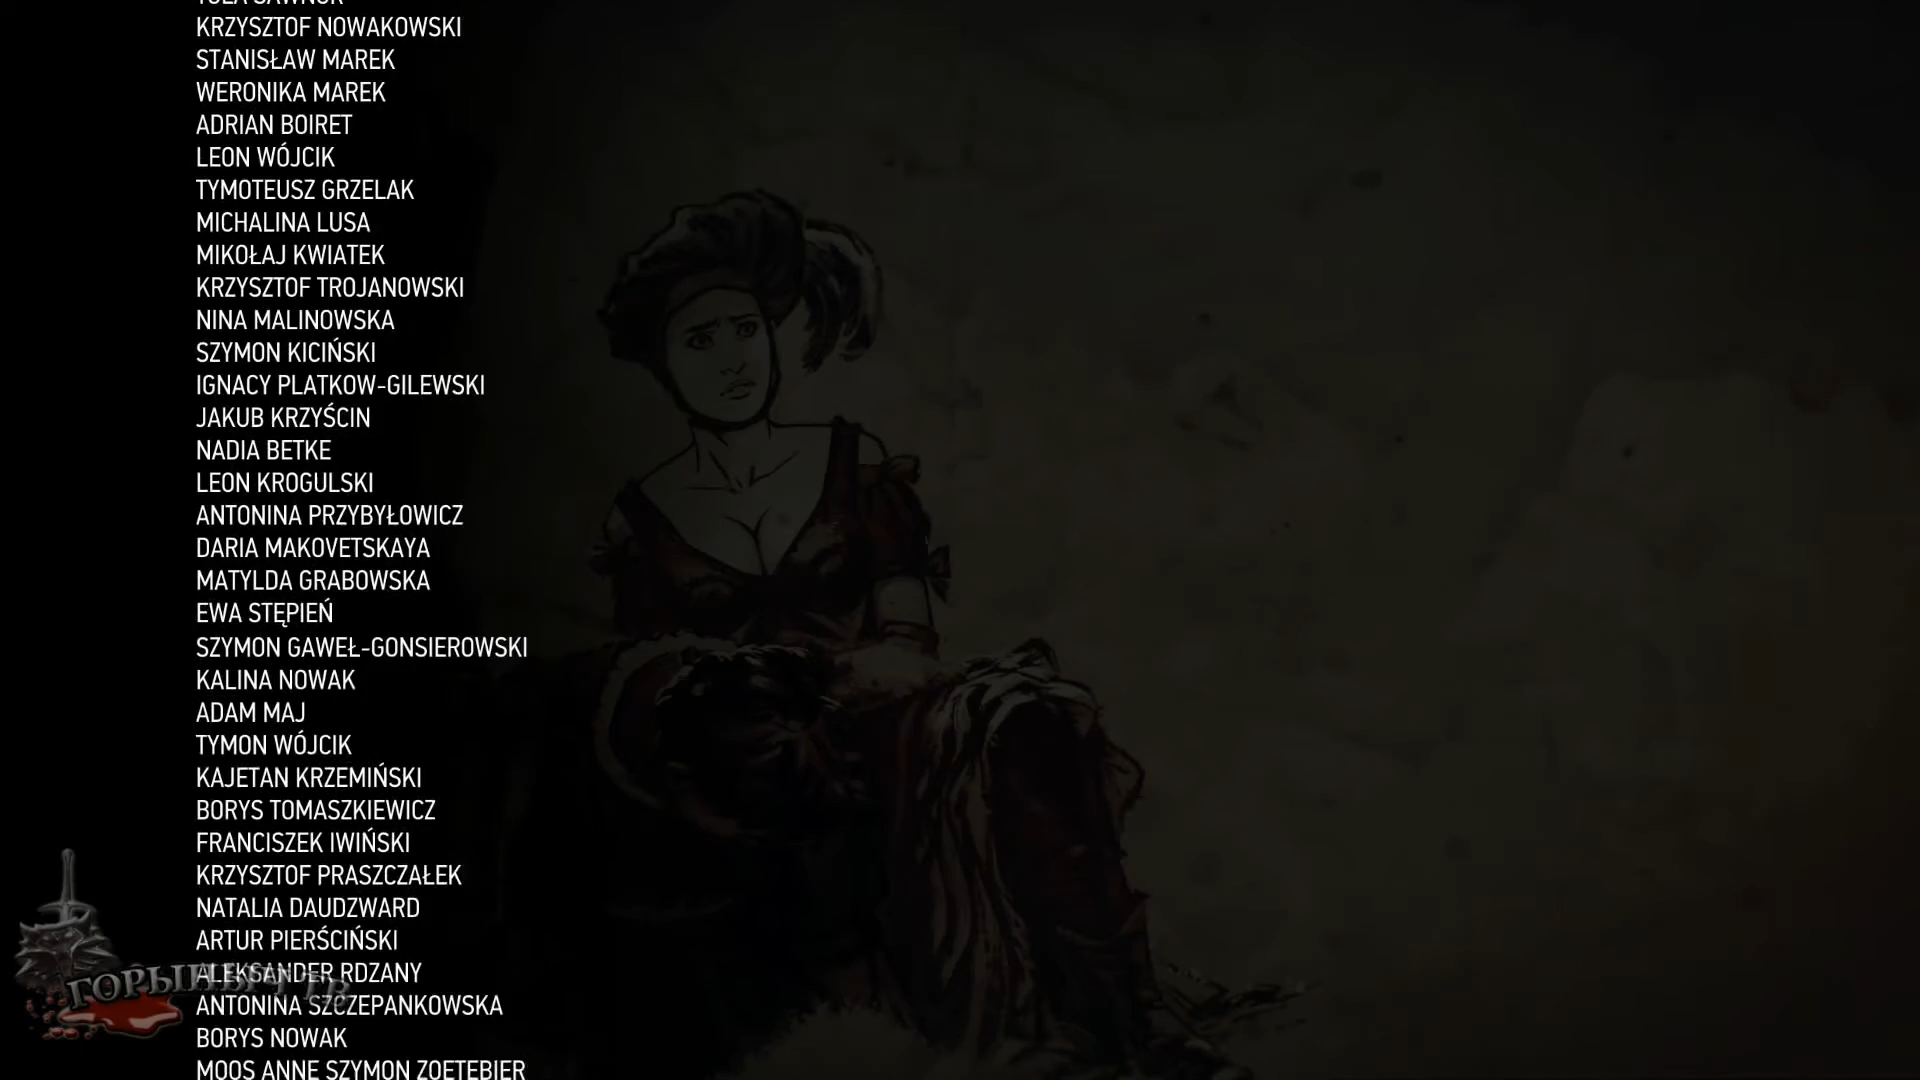 KRZYSZTOF NOWAKOWSKI
STANISŁAW MAREK
WERONIKA MAREK
ADRIAN BOIRET
LEON WÓJCIK
TYMOTEUSZ GRZELAK
MICHALINA LUSA
MIKOŁAJ KWIATEK
KRZYSZTOF TROJANOWSKI
NINA MALINOWSKA
SZYMON KICIŃSKI
IGNACY PLATKOW-GILEWSKI
JAKUB KRZYŚCIN
NADIA BETKE
LEON KROGULSKI
ANTONINA PRZYBYŁOWICZ
DARIA MAKOVETSKAYA
MATYLDA GRABOWSKA
EWA STĘPIEŃ
SZYMON GAWEŁ-GONSIEROWSKI
KALINA NOWAK
ADAM MAJ
TYMON WÓJCIK
KAJETAN KRZEMIŃSKI
BORYS TOMASZKIEWICZ
FRANCISZEK IWIŃSKI
KRZYSZTOF PRASZCZAŁEK
NATALIA DAUDZWARD
ARTUR PIERŚCIŃSKI
ALEKSANDER RDZANY
ANTONINA SZCZEPANKOWSKA
BORYS NOWAK
MOOS ANNE SZYMON ZOETEBIER